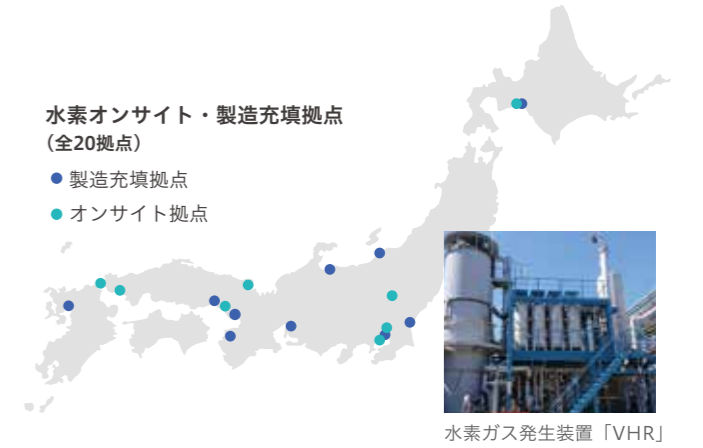 水素オンサイト・製造充填拠点
（全20拠点）
製造充填拠点
オンサイト拠点
水素ガス発生装置「VHR」